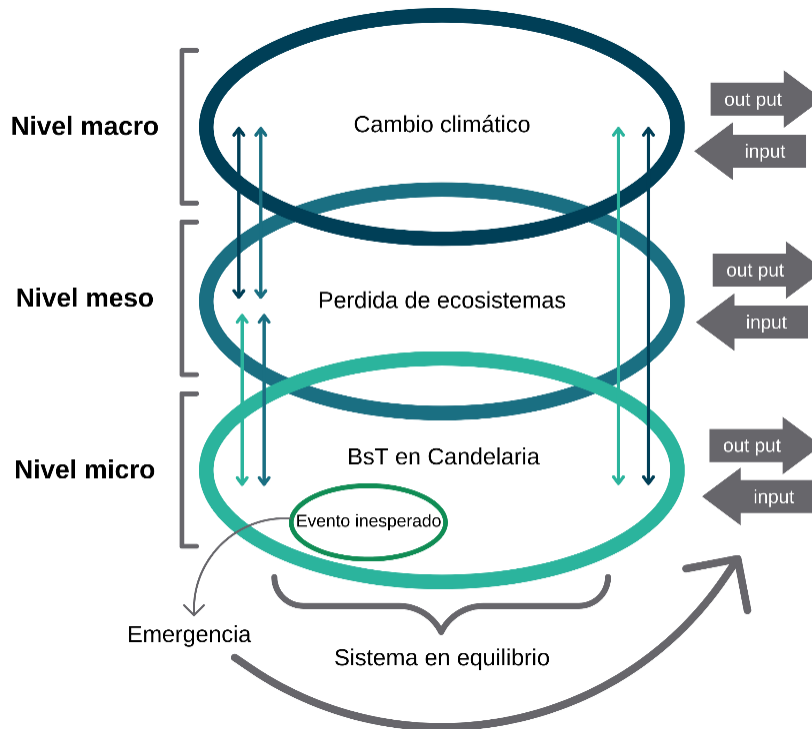 out put
Nivel macro
Cambio climático
input
out put
Nivel meso
Perdida de ecosistemas
input
out put
BsT en Candelaria
Nivel micro
input
Evento inesperado
Emergencia
Sistema en equilibrio